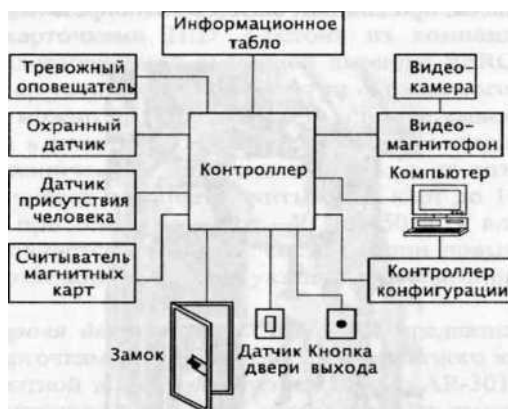 Информационное
табло
Тревожный
оповещатель
Видео-
камера
Охранный
датчик
Видео-
магнитофон
Контроллер
Компьютер
Датчик
присутствия
человека
Считыватель
магнитных
карт
Контроллер
конфигурации
Замок
Датчик
двери
Кнопка
выхода